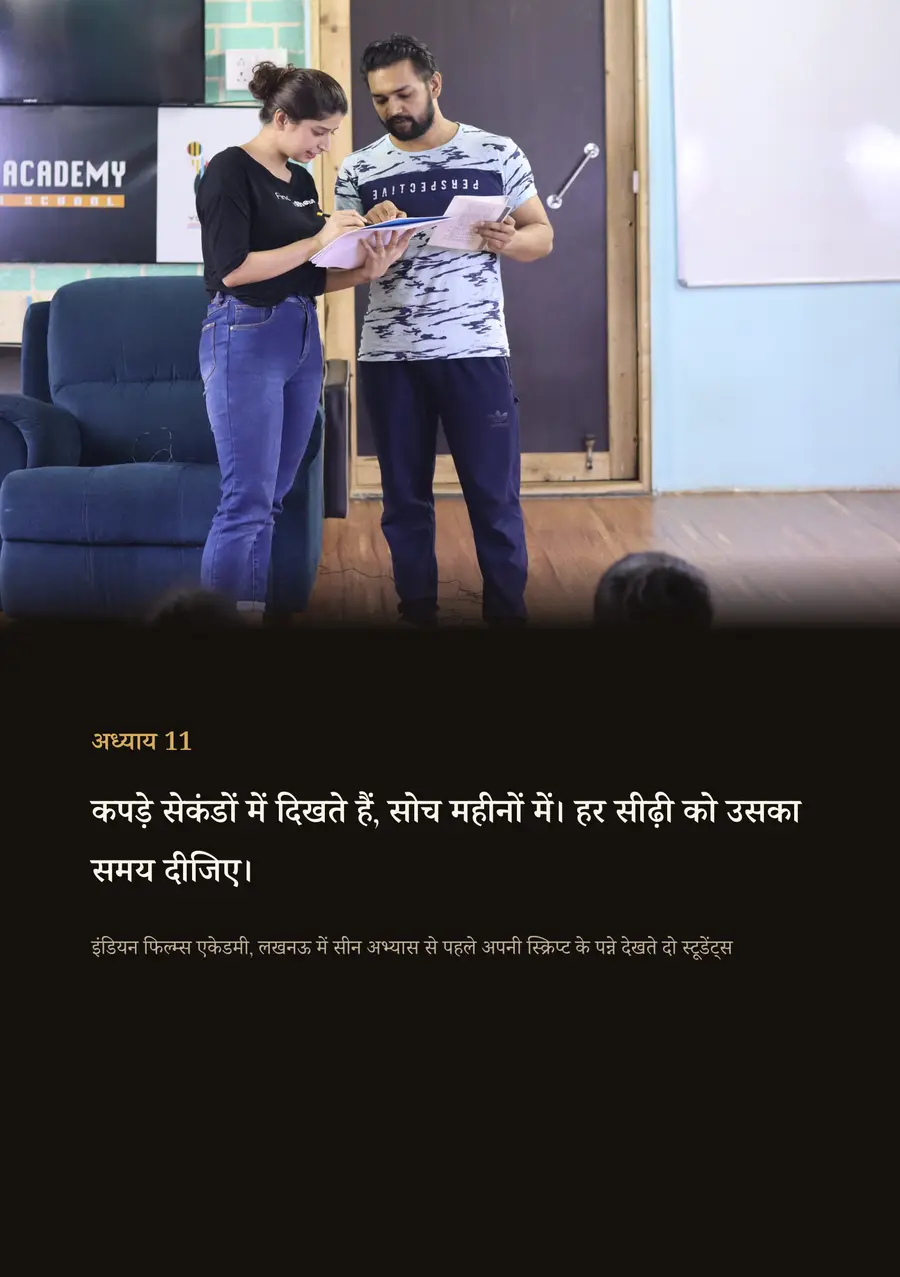 ACADEMY
PERSPECTIVE
अध्याय 11
कपड़े सेकंडों में दिखते हैं, सोच महीनों में। हर सीढ़ी को उसका
समय दीजिए।
इंडियन फिल्म्स एकेडमी, लखनऊ में सीन अभ्यास से पहले अपनी स्क्रिप्ट के पन्ने देखते दो स्टूडेंट्स